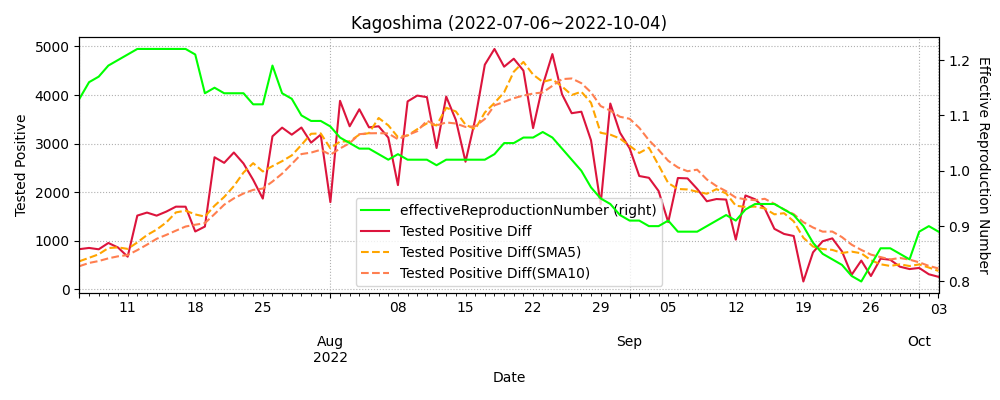 Kagoshima (2022-07-06~2022-10-04)
5000
4000
3000
2000
1000
0
Tested Positive
1.2
1.1
1.0
0.9
0.8
Effective Reproduction Number
effectiveReproductionNumber (right)
Tested Positive Diff
Tested Positive Diff(SMA5)
Tested Positive Diff(SMA10)
11 18 25 08 15 22 29 05 12 19 26 03
Aug Sep Oct
2022
Date